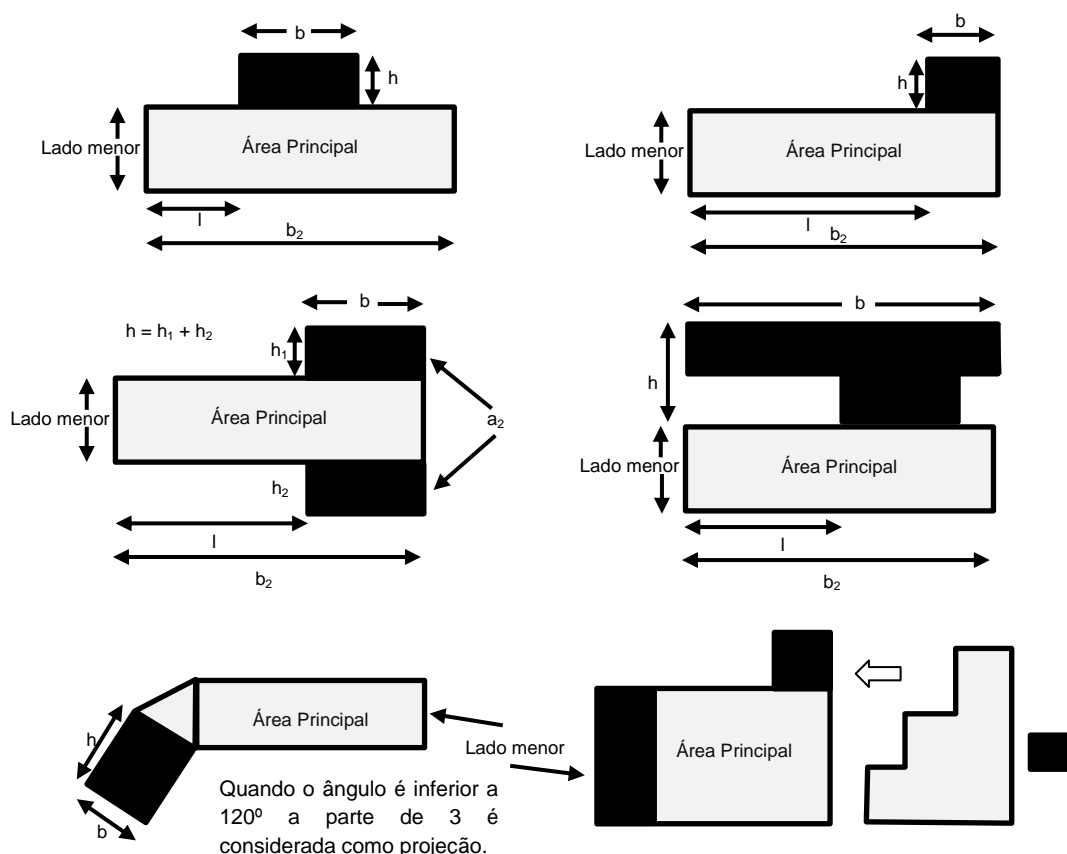 b
h
Lado menor
Área Principal
l
b₂
b
h
Lado menor
Área Principal
l
b₂
b
h = h₁ + h₂
h₁
Lado menor
Área Principal
a₂
h₂
l
b₂
b
h
Lado menor
Área Principal
l
b₂
h
b
Área Principal
Lado menor
Quando o ângulo é inferior a
120º a parte de 3 é
considerada como projeção.
Área Principal